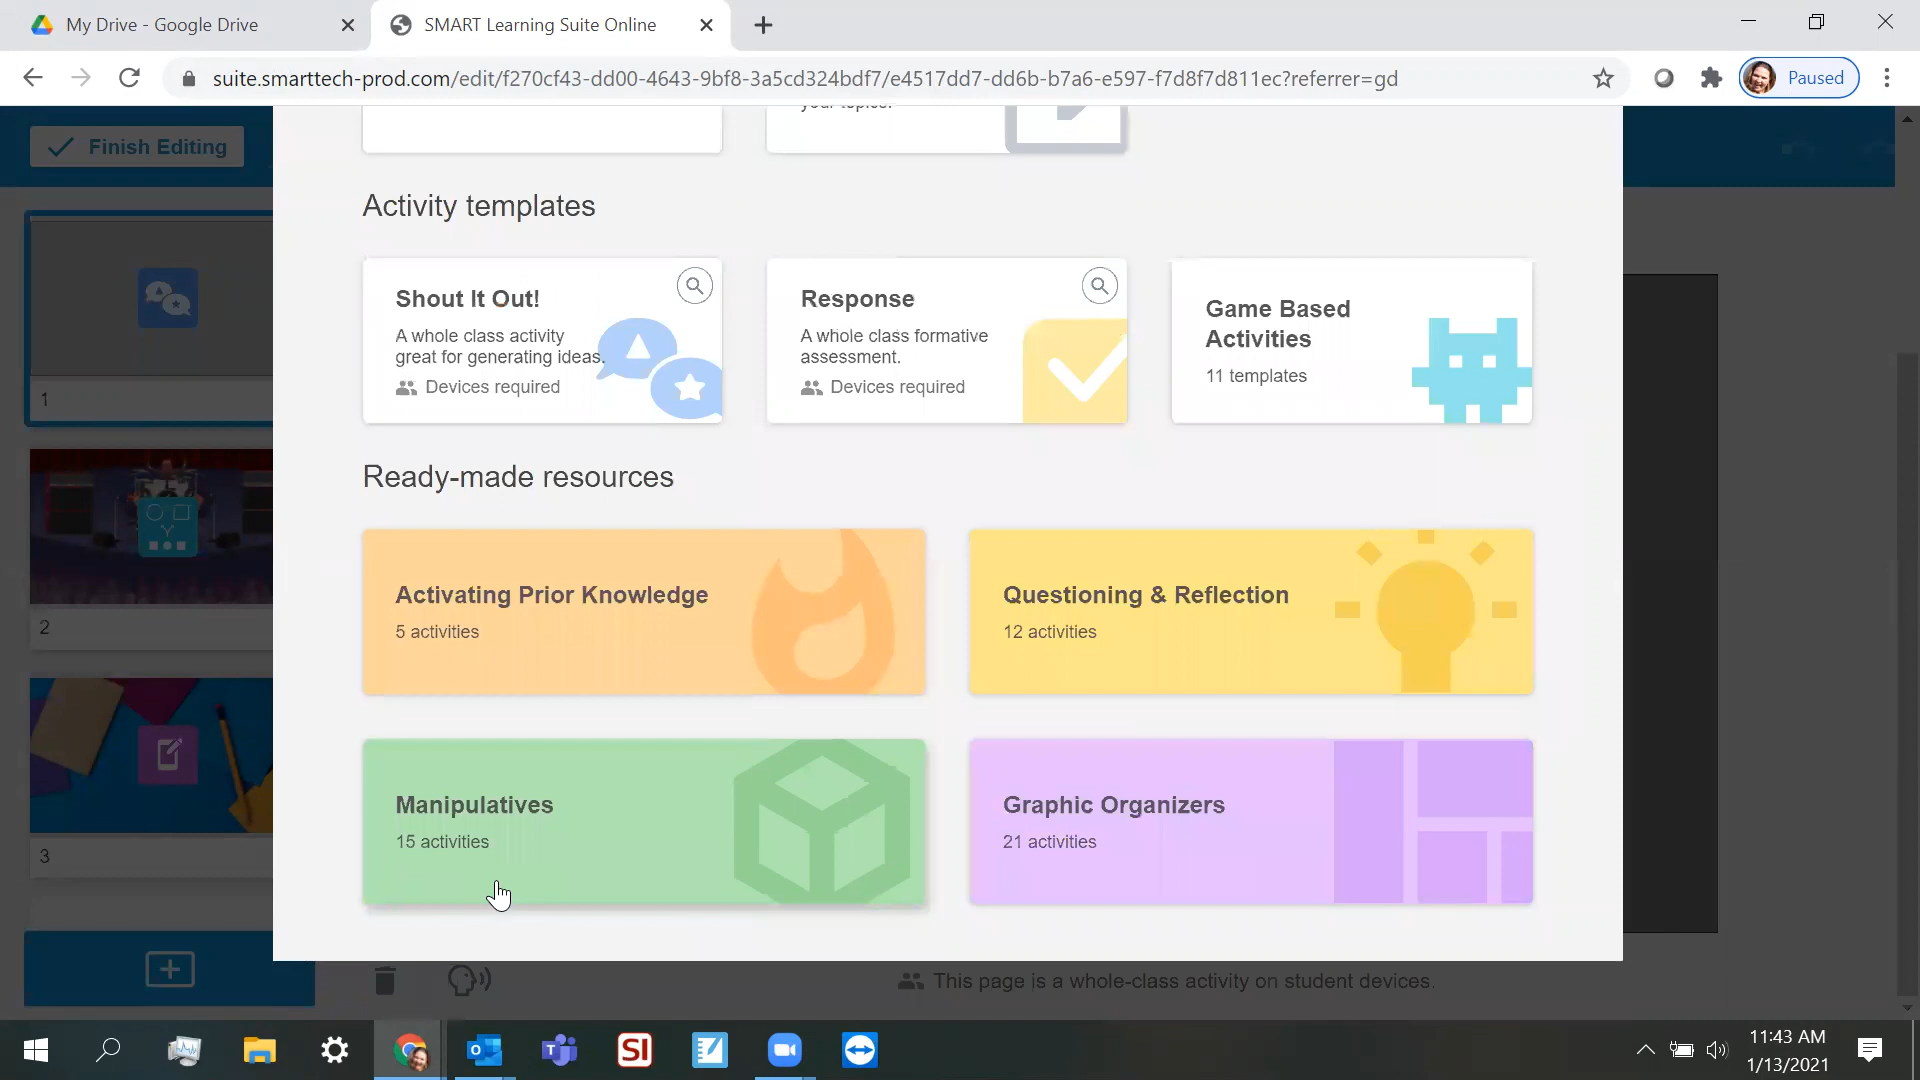 My Drive - Google Drive
SMART Learning Suite Online
suite.smarttech-prod.com/edit/f270cf43-dd00-4643-9bf8-3a5cd324bdf7/e4517dd7-dd6b-b7a6-e597-f7d8f7d811ec?referrer=gd
Paused
Finish Editing
your topics.
Activity templates
Shout It Out!
A whole class activity
great for generating ideas.
Devices required
Response
A whole class formative
assessment.
Devices required
Game Based
Activities
11 templates
1
Ready-made resources
Activating Prior Knowledge
5 activities
Questioning & Reflection
12 activities
2
Manipulatives
15 activities
Graphic Organizers
21 activities
3
This page is a whole-class activity on student devices.
SI
11:43 AM
1/13/2021